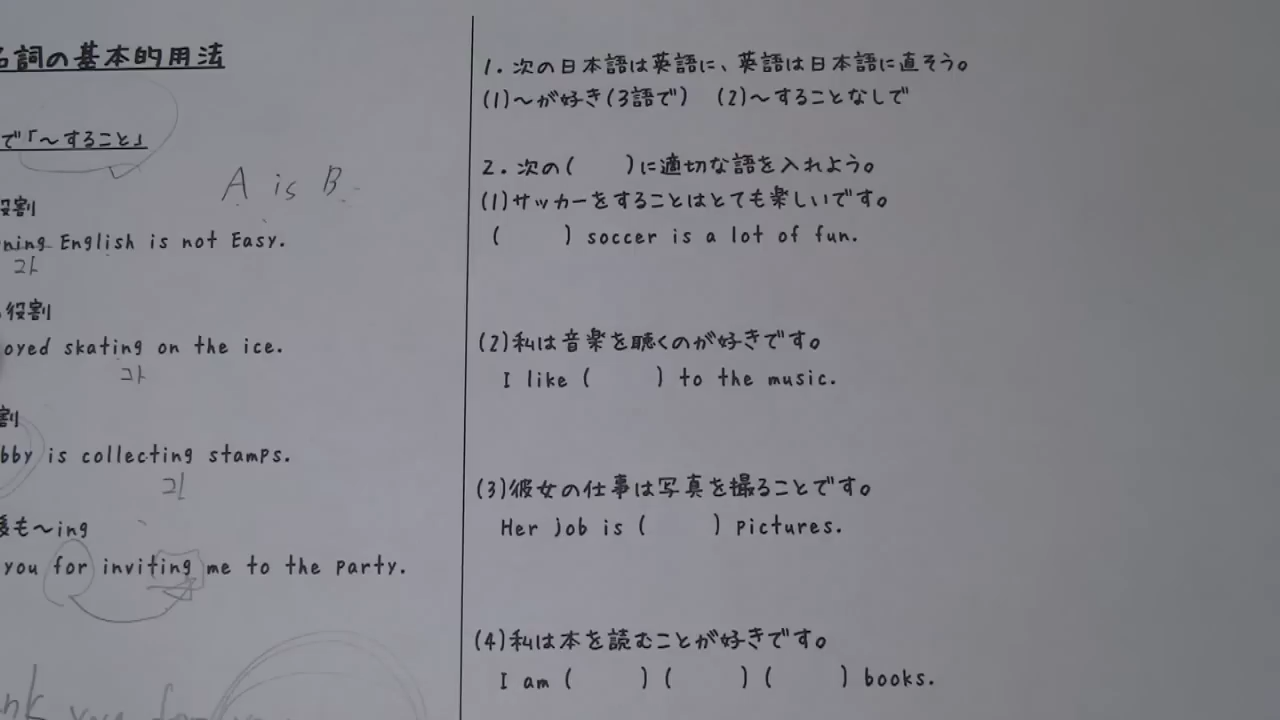 名詞の基本的用法
で「〜すること」
A is B.
役割
ning English is not Easy.
役割
oyed skating on the ice.
割
bby is collecting stamps.
後も〜ing
you for inviting me to the party.
1. 次の日本語は英語に、英語は日本語に直そう。
(1)〜が好き(3語で) (2)〜することなしで
2. 次の( )に適切な語を入れよう。
(1)サッカーをすることはとても楽しいです。
( ) soccer is a lot of fun.
(2)私は音楽を聴くのが好きです。
I like ( ) to the music.
(3)彼女の仕事は写真を撮ることです。
Her job is ( ) pictures.
(4)私は本を読むことが好きです。
I am ( ) ( ) ( ) books.